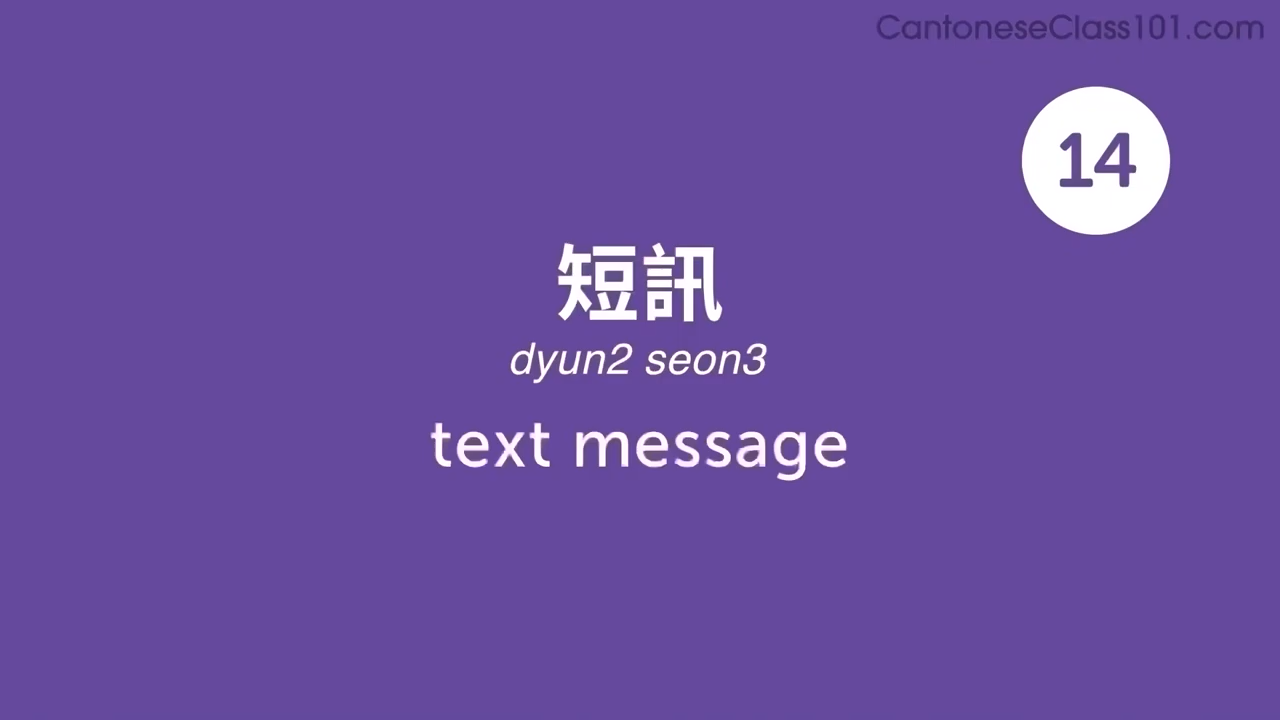 CantoneseClass101.com
14
短訊
dyun2 seon3
text message